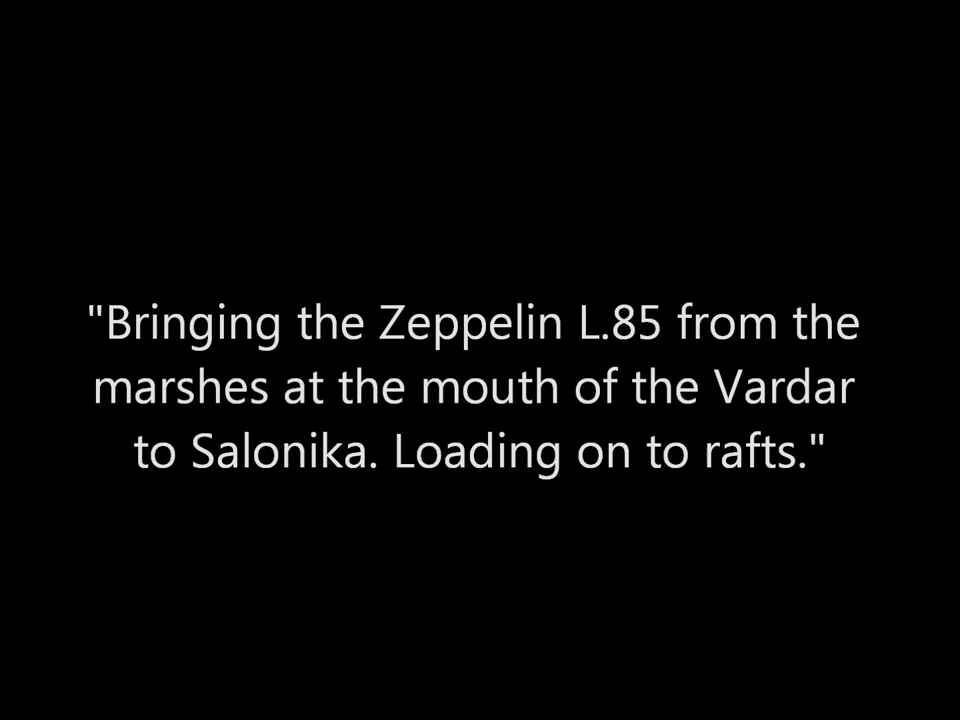 "Bringing the Zeppelin L.85 from the
marshes at the mouth of the Vardar
to Salonika. Loading on to rafts."